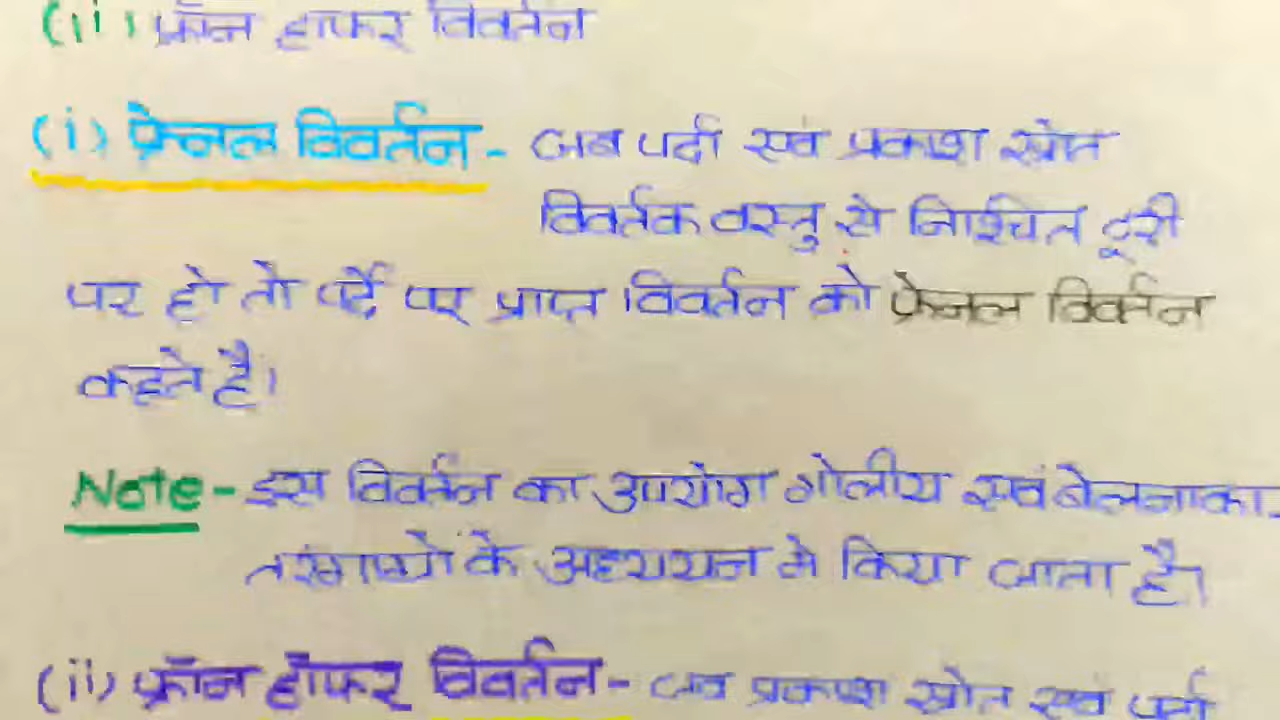 (ii) फ्रॉन हॉफर विवर्तन
(i) फ्रेनल विवर्तन - जब पर्दा एवं प्रकाश स्रोत
विवर्तक वस्तु से निश्चित दूरी
पर हो तो पर्दे पर प्राप्त विवर्तन को फ्रेनल विवर्तन
कहते है।
Note - इस विवर्तन का उपयोग गोलीय एवं बेलनाका
तरंगाग्रो के अध्ययन मे किया जाता है।
(ii) फ्रॉन हॉफर विवर्तन - जब प्रकाश स्रोत एवं पर्दा